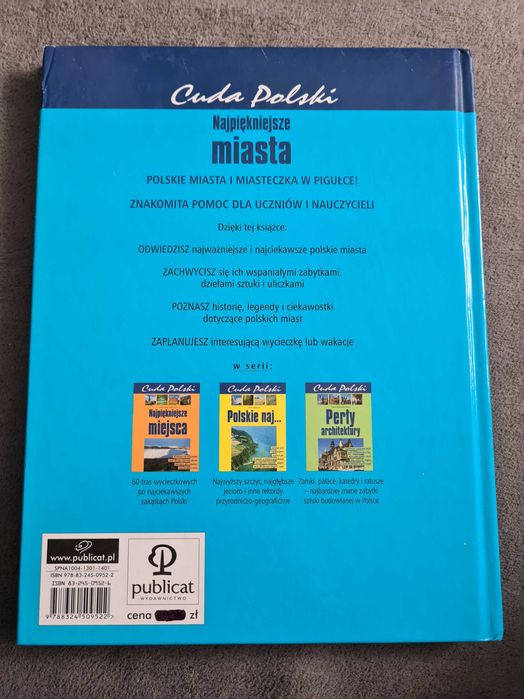 Cuda Polski
Najpiękniejsze
miasta
POLSKIE MIASTA I MIASTECZKA W PIGUŁCE!
ZNAKOMITA POMOC DLA UCZNIÓW I NAUCZYCIELI
Dzięki tej książce:
ODWIEDZISZ najważniejsze i najciekawsze polskie miasta
ZACHWYCISZ się ich wspaniałymi zabytkami,
dziełami sztuki i uliczkami
POZNASZ historię, legendy i ciekawostki
dotyczące polskich miast
ZAPLANUJESZ interesującą wycieczkę lub wakacje
w serii:
Cuda Polski
Najpiękniejsze
miejsca
60 tras wycieczkowych
po najciekawszych
zakątkach Polski
Cuda Polski
Polskie naj...
Najwyższy szczyt, najgłębsze
jezioro i inne rekordy
przyrodniczo-geograficzne
Cuda Polski
Perły
architektury
Zamki, pałace, katedry i ratusze
– najbardziej znane zabytki
sztuki budowlanej w Polsce
www.publicat.pl
SPNA1004-1301-1401
ISBN 978-83-245-0952-2
ISBN 83-245-0952-6
9 788324 509522 >
publicat
WYDAWNICTWO
cena zł